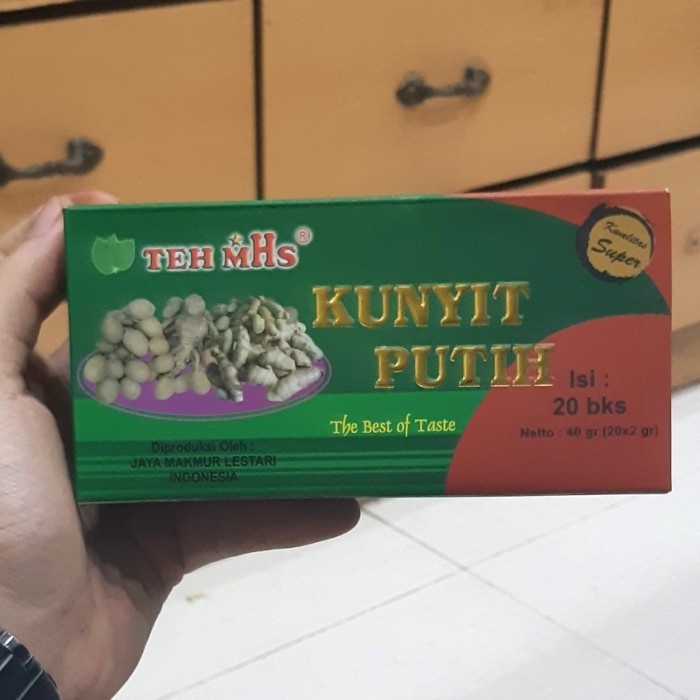 TEH MHS ®
Kwalitas
Super
KUNYIT
PUTIH
The Best of Taste
Isi :
20 bks
Netto : 40 gr (20x2 gr)
Diproduksi Oleh :
JAYA MAKMUR LESTARI
INDONESIA